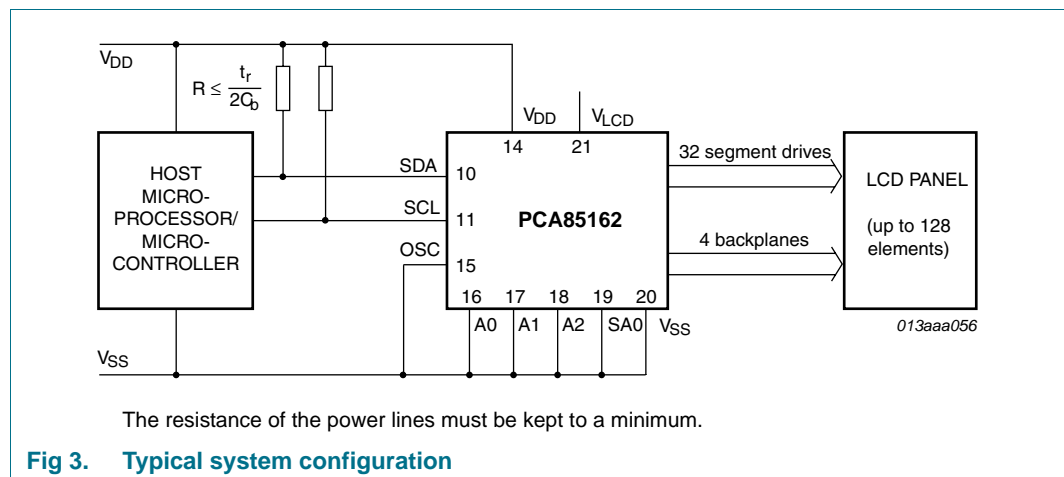 VDD
R ≤ tr
2Cb
VDD
VLCD
14
21
HOST
MICRO-
PROCESSOR/
MICRO-
CONTROLLER
SDA
10
SCL
11
OSC
15
PCA85162
16
17
18
19
20
A0
A1
A2
SA0
VSS
32 segment drives
4 backplanes
LCD PANEL
(up to 128
elements)
013aaa056
VSS
The resistance of the power lines must be kept to a minimum.
Fig 3. Typical system configuration